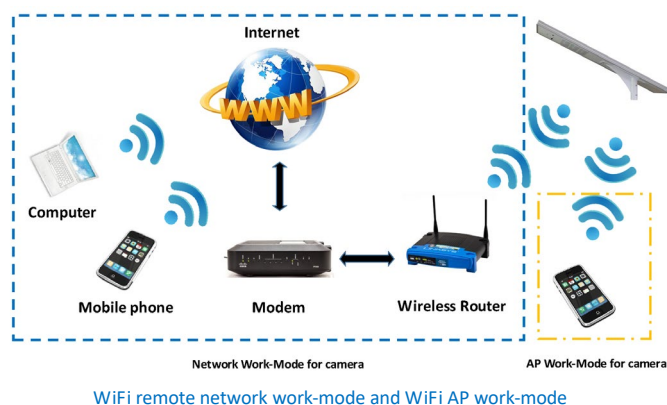 Internet
WWW
Computer
Mobile phone
Modem
Wireless Router
Network Work-Mode for camera
AP Work-Mode for camera
WiFi remote network work-mode and WiFi AP work-mode